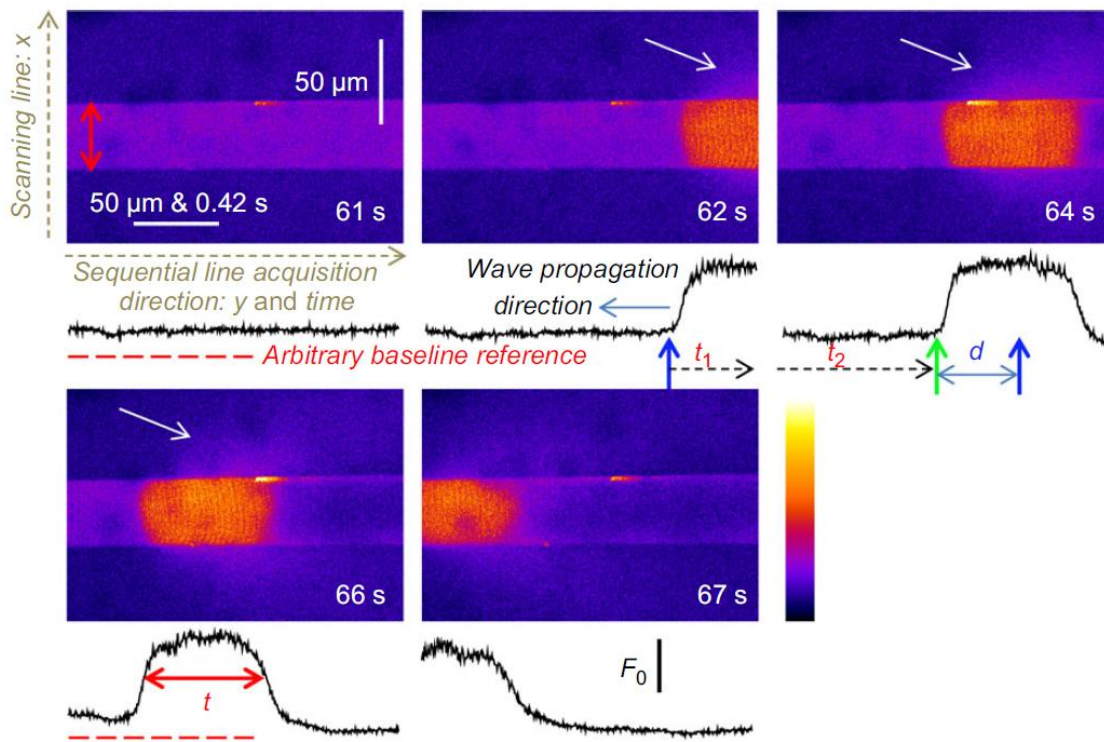 Scanning line: x
50 µm
50 µm & 0.42 s
61 s
62 s
64 s
Sequential line acquisition
direction: y and time
Wave propagation
direction
Arbitrary baseline reference
t1
t2
d
66 s
67 s
t
F0